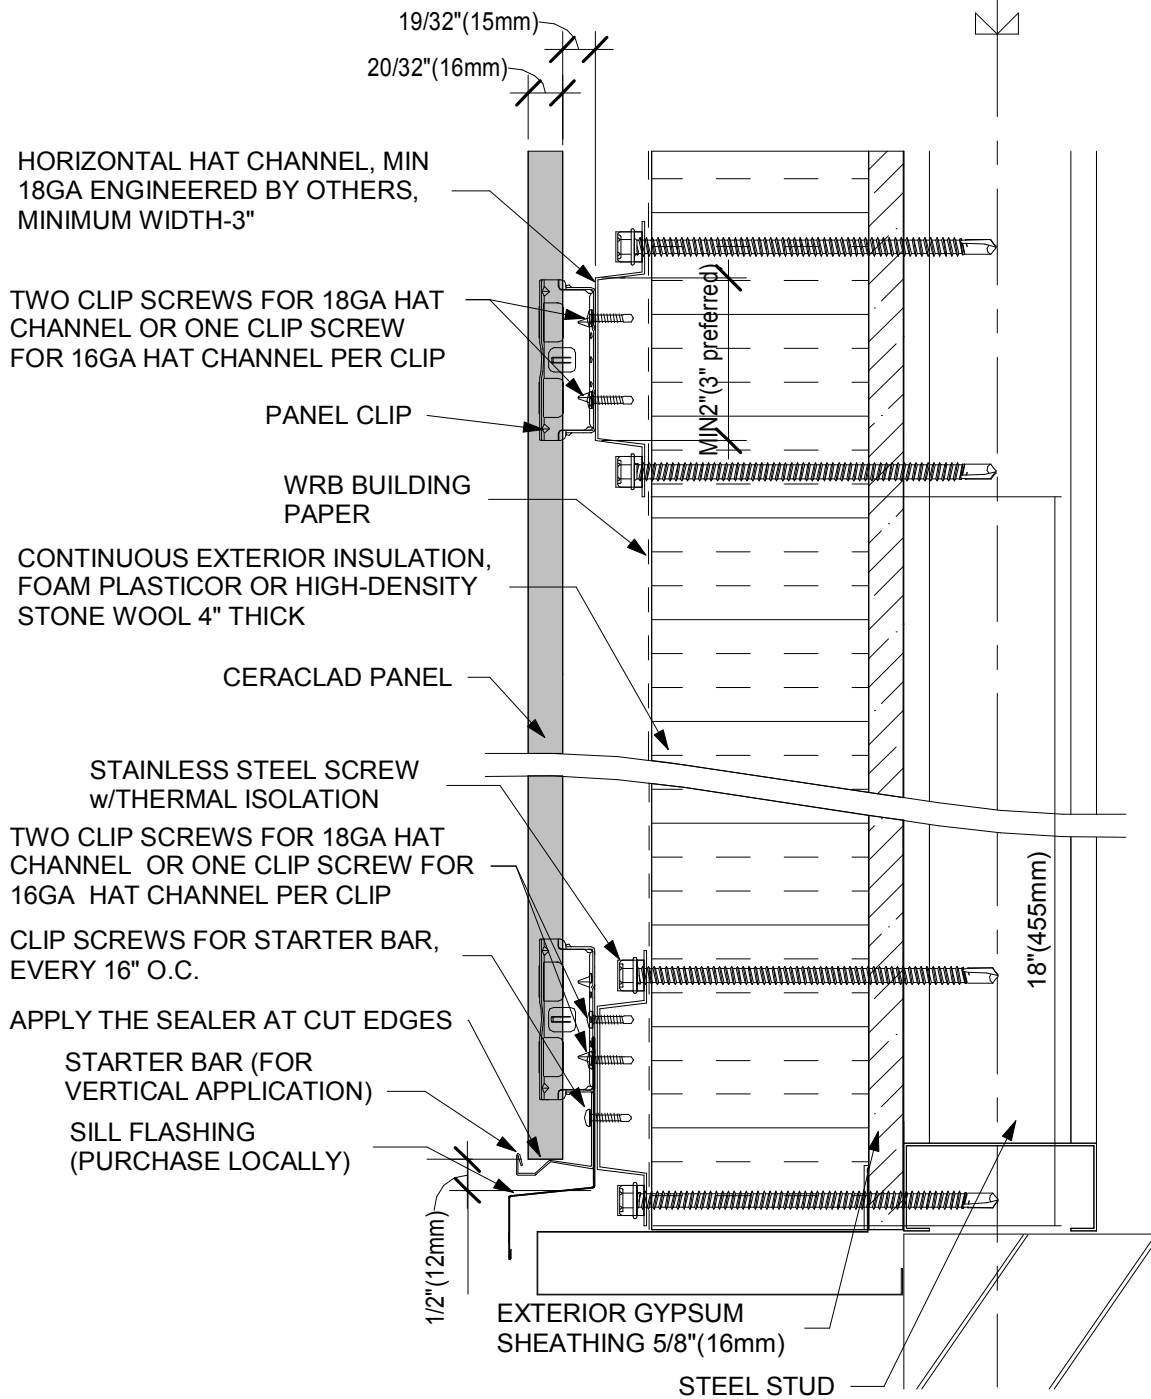 19/32"(15mm)
20/32"(16mm)
HORIZONTAL HAT CHANNEL, MIN
18GA ENGINEERED BY OTHERS,
MINIMUM WIDTH-3"
TWO CLIP SCREWS FOR 18GA HAT
CHANNEL OR ONE CLIP SCREW
FOR 16GA HAT CHANNEL PER CLIP
MIN2"(3" preferred)
PANEL CLIP
WRB BUILDING
PAPER
CONTINUOUS EXTERIOR INSULATION,
FOAM PLASTICOR OR HIGH-DENSITY
STONE WOOL 4" THICK
CERACLAD PANEL
STAINLESS STEEL SCREW
w/THERMAL ISOLATION
TWO CLIP SCREWS FOR 18GA HAT
CHANNEL OR ONE CLIP SCREW FOR
16GA HAT CHANNEL PER CLIP
18"(455mm)
CLIP SCREWS FOR STARTER BAR,
EVERY 16" O.C.
APPLY THE SEALER AT CUT EDGES
STARTER BAR (FOR
VERTICAL APPLICATION)
SILL FLASHING
(PURCHASE LOCALLY)
1/2"(12mm)
EXTERIOR GYPSUM
SHEATHING 5/8"(16mm)
STEEL STUD